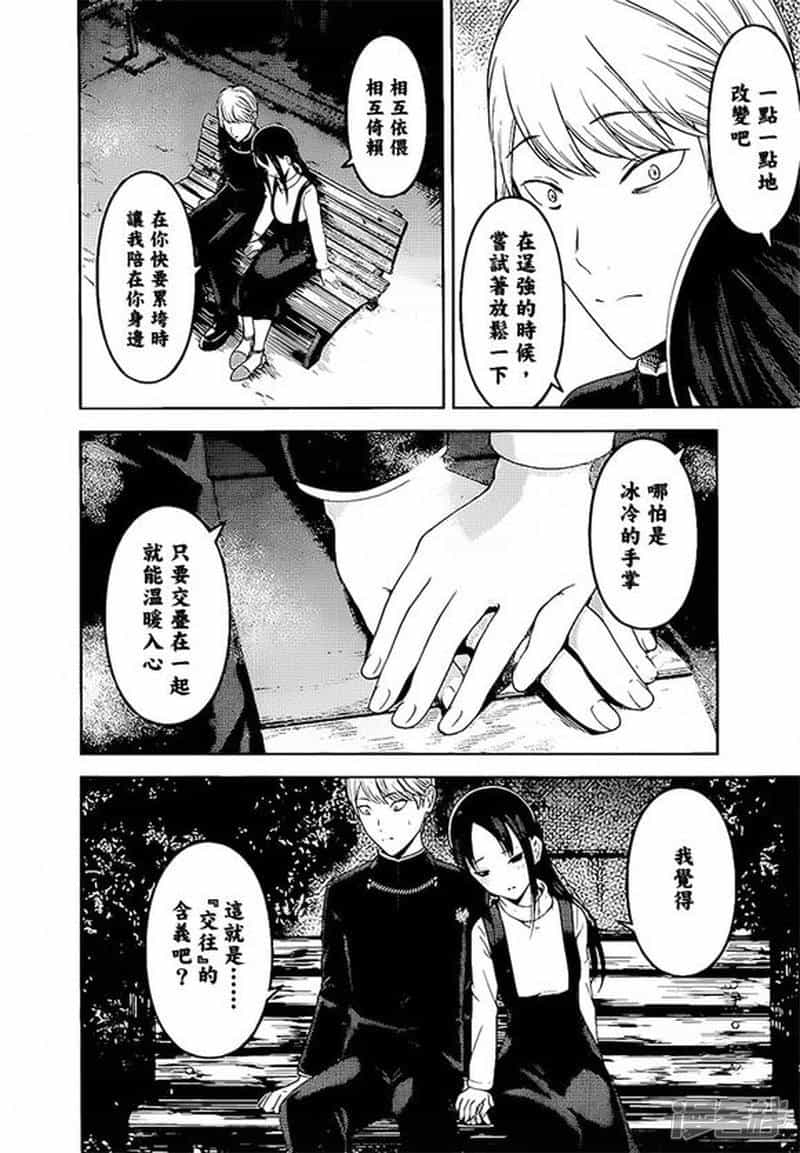 一點一點地
改變吧
在逞強的時候，
嘗試著放鬆一下
相互依偎
相互倚賴
在你快要累垮時
讓我陪在你身邊
哪怕是
冰冷的手掌
只要交疊在一起
就能溫暖入心
我覺得
這就是……
『交往』的
含義吧？
漫客棧